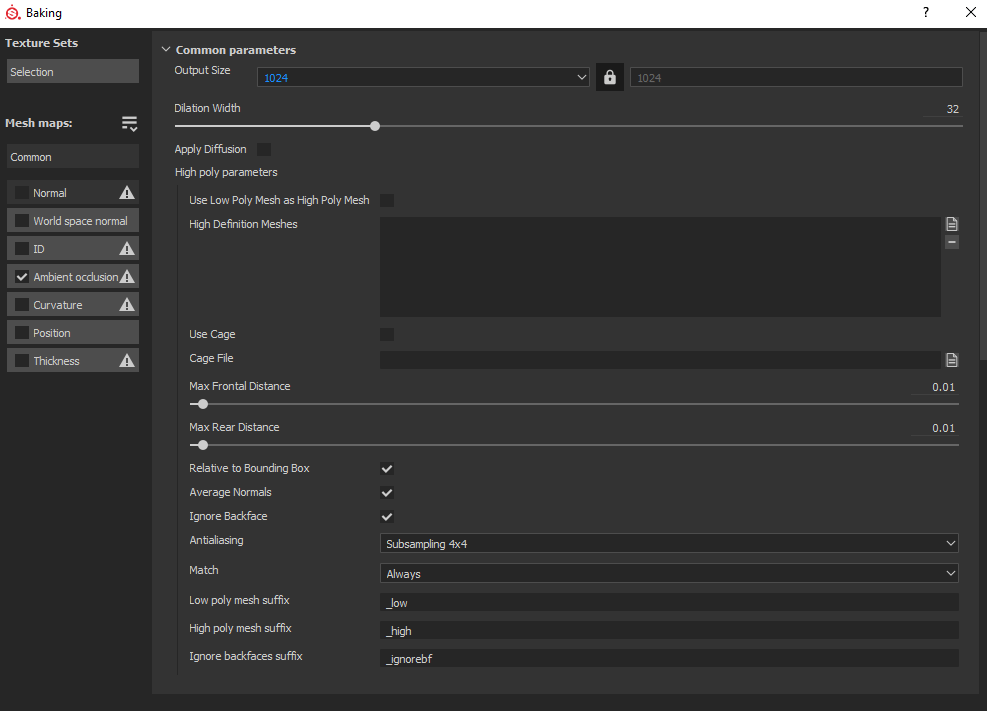 Baking
?
Texture Sets
Selection
Mesh maps:
Common
Normal
World space normal
ID
Ambient occlusion
Curvature
Position
Thickness
Common parameters
Output Size
1024
1024
Dilation Width
32
Apply Diffusion
High poly parameters
Use Low Poly Mesh as High Poly Mesh
High Definition Meshes
Use Cage
Cage File
Max Frontal Distance
0.01
Max Rear Distance
0.01
Relative to Bounding Box
Average Normals
Ignore Backface
Antialiasing
Subsampling 4x4
Match
Always
Low poly mesh suffix
_low
High poly mesh suffix
_high
Ignore backfaces suffix
_ignorebf